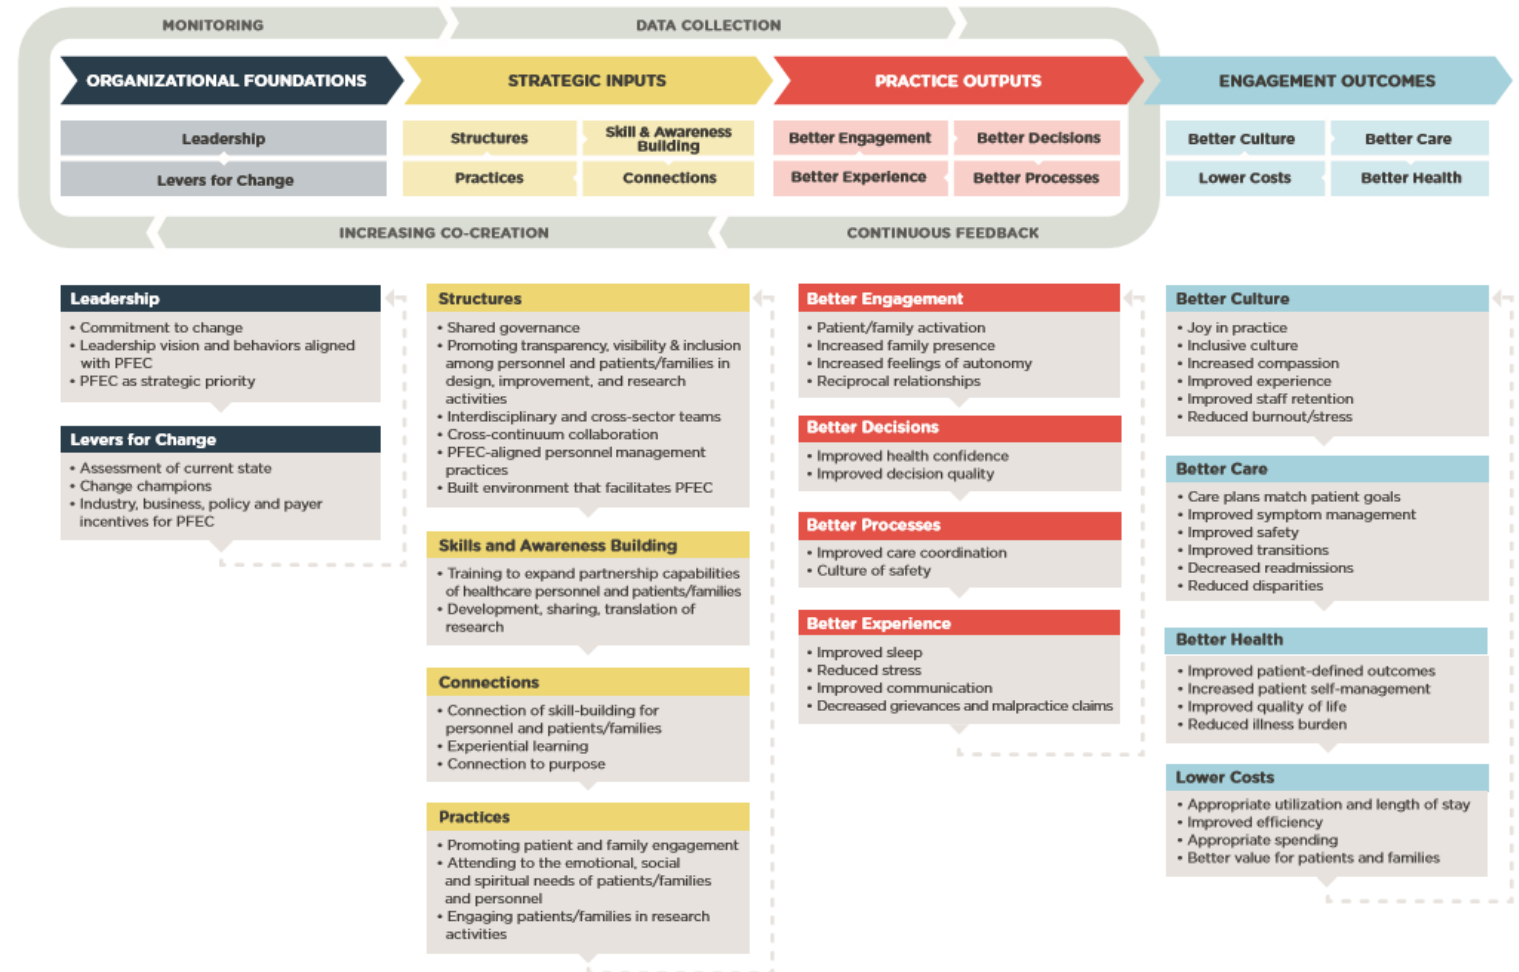 MONITORING
DATA COLLECTION
ORGANIZATIONAL FOUNDATIONS
STRATEGIC INPUTS
PRACTICE OUTPUTS
ENGAGEMENT OUTCOMES
Leadership
Levers for Change
Structures
Skill & Awareness
Building
Practices
Connections
Better Engagement
Better Decisions
Better Experience
Better Processes
Better Culture
Better Care
Lower Costs
Better Health
INCREASING CO-CREATION
CONTINUOUS FEEDBACK
Leadership
• Commitment to change
• Leadership vision and behaviors aligned
with PFEC
• PFEC as strategic priority
Levers for Change
• Assessment of current state
• Change champions
• Industry, business, policy and payer
incentives for PFEC
Structures
• Shared governance
• Promoting transparency, visibility & inclusion
among personnel and patients/families in
design, improvement, and research
activities
• Interdisciplinary and cross-sector teams
• Cross-continuum collaboration
• PFEC-aligned personnel management
practices
• Built environment that facilitates PFEC
Skills and Awareness Building
• Training to expand partnership capabilities
of healthcare personnel and patients/families
• Development, sharing, translation of
research
Connections
• Connection of skill-building for
personnel and patients/families
• Experiential learning
• Connection to purpose
Practices
• Promoting patient and family engagement
• Attending to the emotional, social
and spiritual needs of patients/families
and personnel
• Engaging patients/families in research
activities
Better Engagement
• Patient/family activation
• Increased family presence
• Increased feelings of autonomy
• Reciprocal relationships
Better Decisions
• Improved health confidence
• Improved decision quality
Better Processes
• Improved care coordination
• Culture of safety
Better Experience
• Improved sleep
• Reduced stress
• Improved communication
• Decreased grievances and malpractice claims
Better Culture
• Joy in practice
• Inclusive culture
• Increased compassion
• Improved experience
• Improved staff retention
• Reduced burnout/stress
Better Care
• Care plans match patient goals
• Improved symptom management
• Improved safety
• Improved transitions
• Decreased readmissions
• Reduced disparities
Better Health
• Improved patient-defined outcomes
• Increased patient self-management
• Improved quality of life
• Reduced illness burden
Lower Costs
• Appropriate utilization and length of stay
• Improved efficiency
• Appropriate spending
• Better value for patients and families